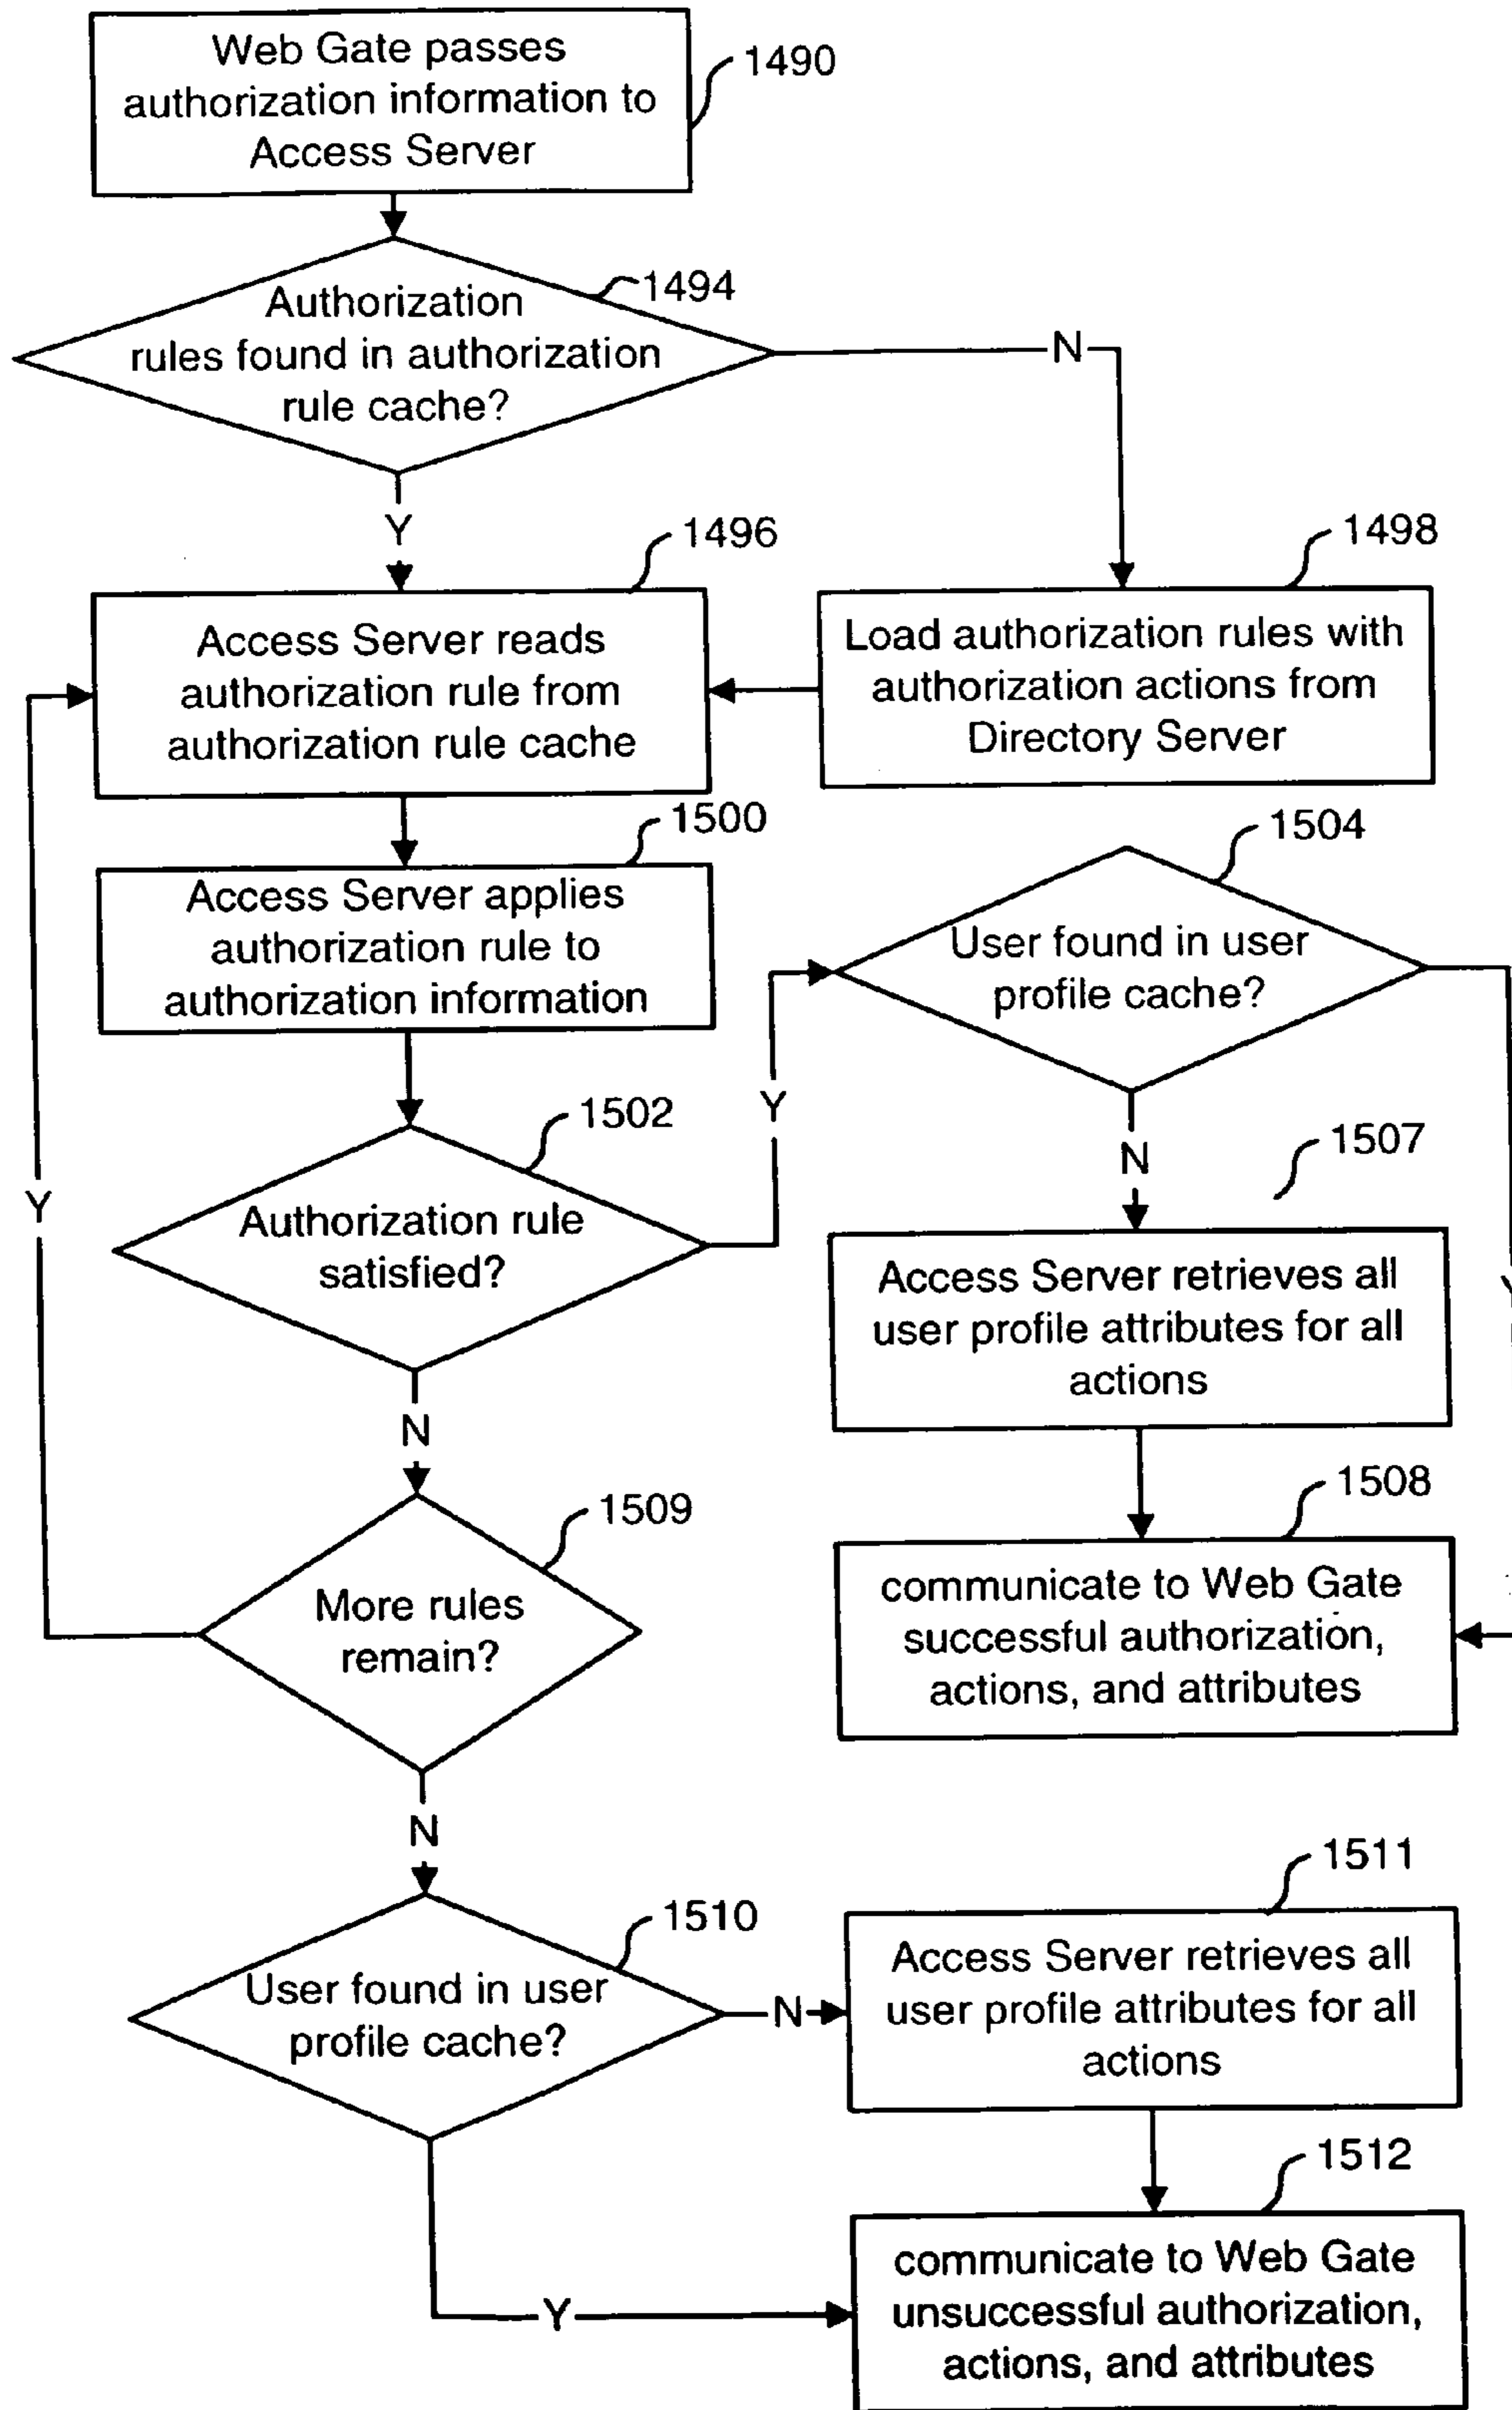 Web Gate passes
authorization information to
Access Server
1490
Authorization
rules found in authorization
rule cache?
1494
N
Y
1496
1498
Access Server reads
authorization rule from
authorization rule cache
Load authorization rules with
authorization actions from
Directory Server
1500
1504
Access Server applies
authorization rule to
authorization information
User found in user
profile cache?
Y
1502
N
1507
Y
Authorization rule
satisfied?
Access Server retrieves all
user profile attributes for all
actions
Y
N
1508
1509
More rules
remain?
communicate to Web Gate
successful authorization,
actions, and attributes
N
1511
1510
User found in user
profile cache?
N
Access Server retrieves all
user profile attributes for all
actions
1512
Y
communicate to Web Gate
unsuccessful authorization,
actions, and attributes